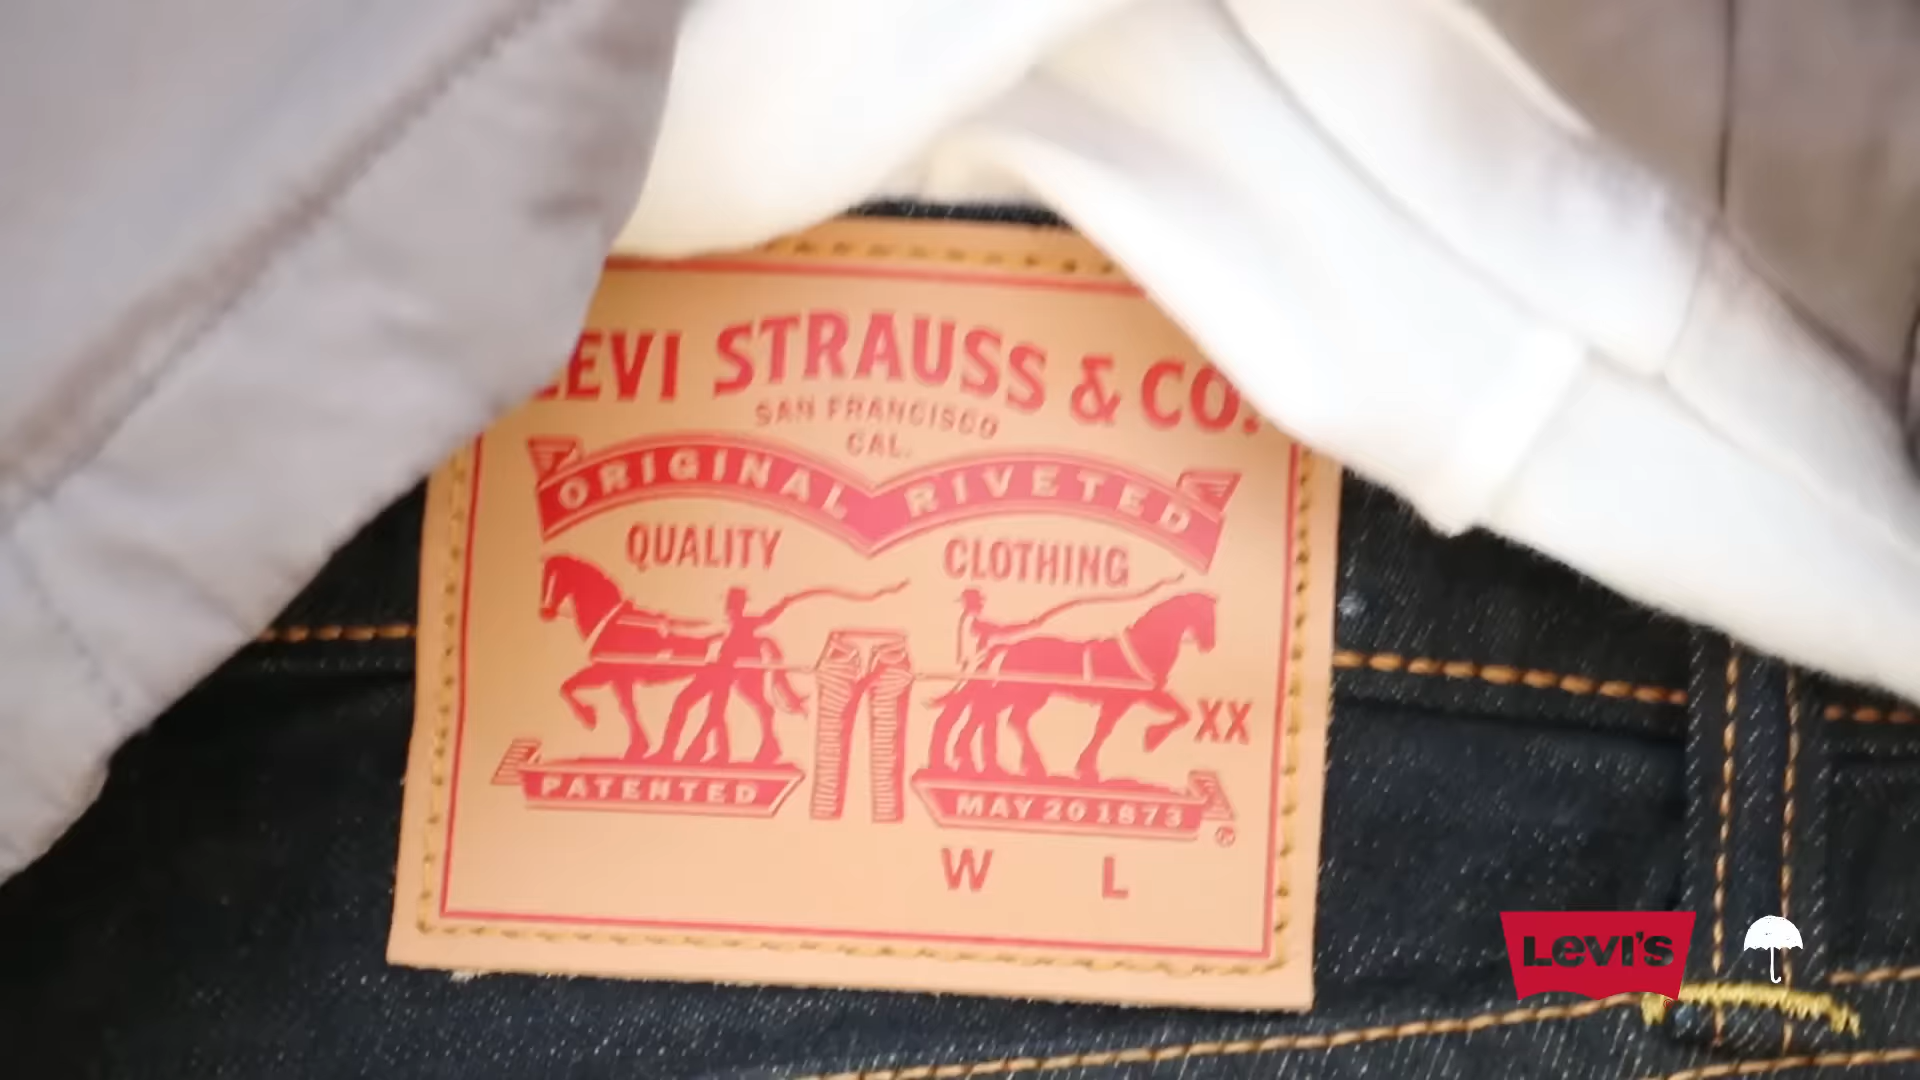 LEVI STRAUSS & CO.
SAN FRANCISCO
CAL.
ORIGINAL RIVETED
QUALITY CLOTHING
XX
PATENTED MAY 20 1873
®
W L
LEVI'S